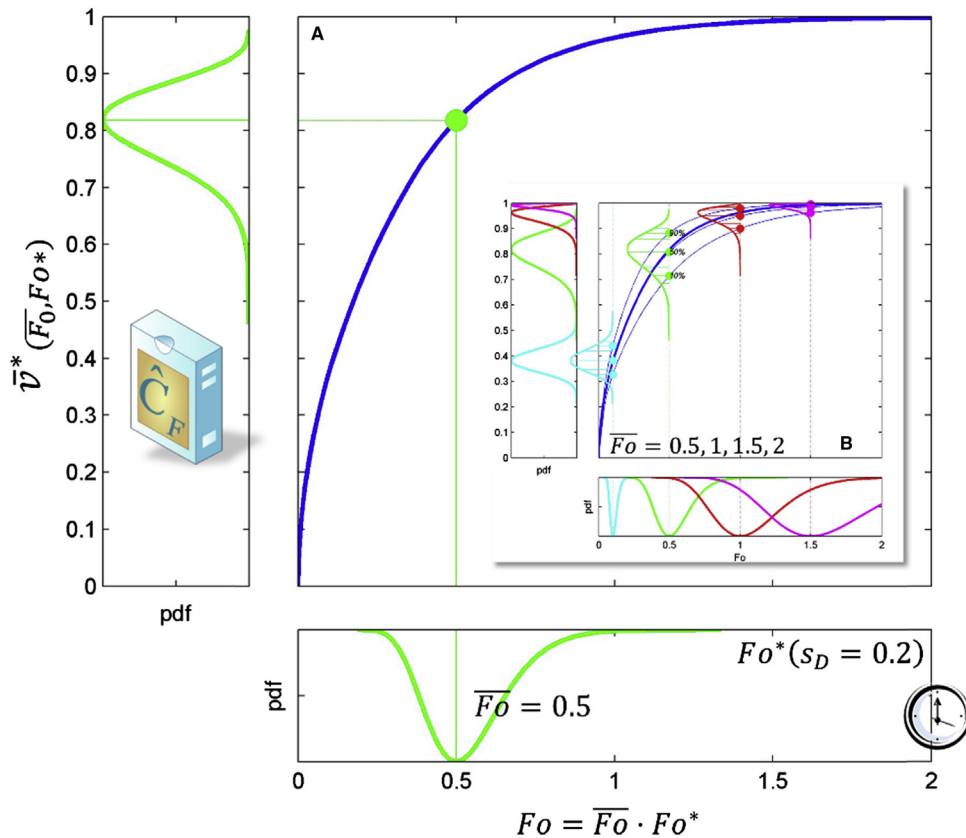 A
1
0.9
0.8
0.7
0.6
0.5
0.4
0.3
0.2
0.1
0
v̄*(F̅₀,Fo*)
pdf
Ĉ_F
1
0.9
0.8
0.7
0.6
0.5
0.4
0.3
0.2
0.1
0
pdf
90%
50%
10%
F̅o̅ = 0.5, 1, 1.5, 2
B
pdf
0 0.5 1 1.5 2
Fo
Fo*(s_D = 0.2)
pdf
F̅o̅ = 0.5
0 0.5 1 1.5 2
Fo = F̅o̅ · Fo*